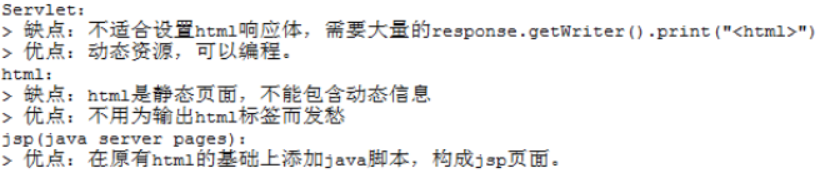 Servlet:
> 缺点: 不适合设置html响应体, 需要大量的response.getWriter().print("<html>")
> 优点: 动态资源, 可以编程。
html:
> 缺点: html是静态页面, 不能包含动态信息
> 优点: 不用为输出html标签而发愁
jsp(java server pages):
> 优点: 在原有html的基础上添加java脚本, 构成jsp页面。